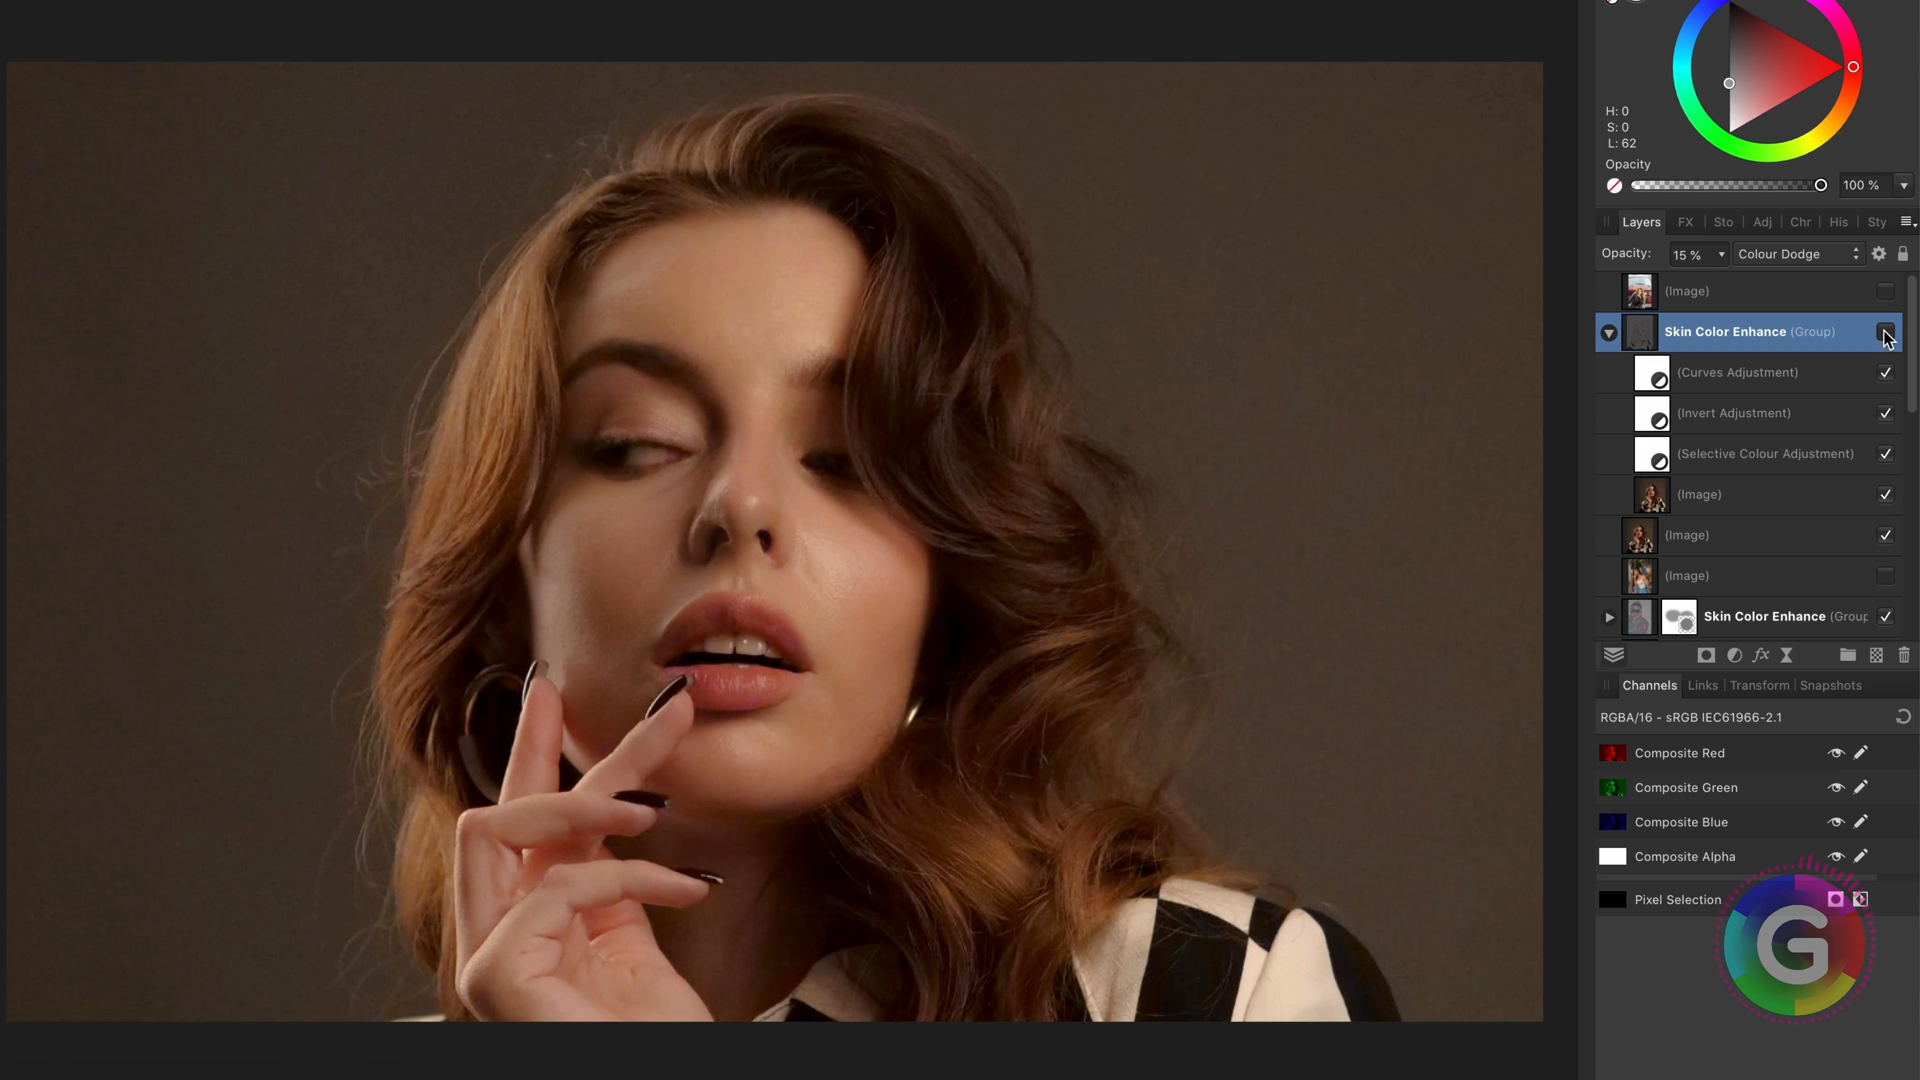 H: 0
S: 0
L: 62
Opacity
100 %
Layers FX Sto Adj Chr His Sty
Opacity: 15 % Colour Dodge
(Image)
Skin Color Enhance (Group)
(Curves Adjustment)
(Invert Adjustment)
(Selective Colour Adjustment)
(Image)
(Image)
(Image)
Skin Color Enhance (Group
fx
Channels Links Transform Snapshots
RGBA/16 - sRGB IEC61966-2.1
Composite Red
Composite Green
Composite Blue
Composite Alpha
Pixel Selection
G